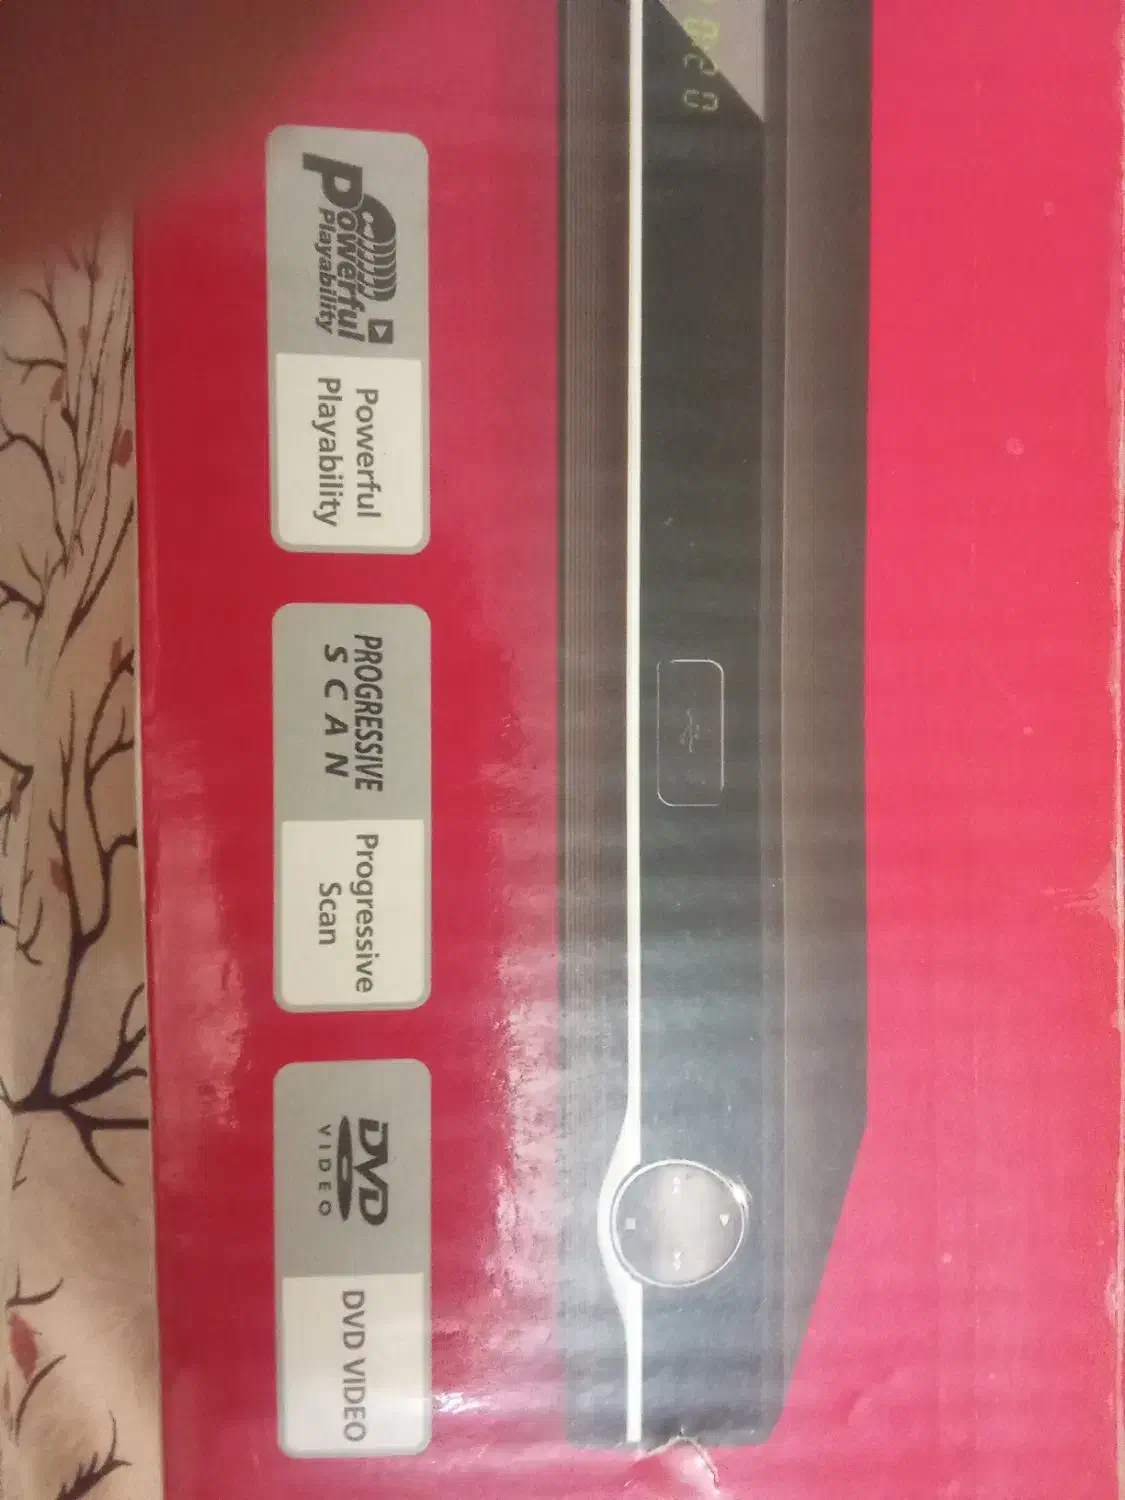 Powerful
Playability
Powerful
Playability
PROGRESSIVE
SCAN
Progressive
Scan
DVD
VIDEO
DVD VIDEO